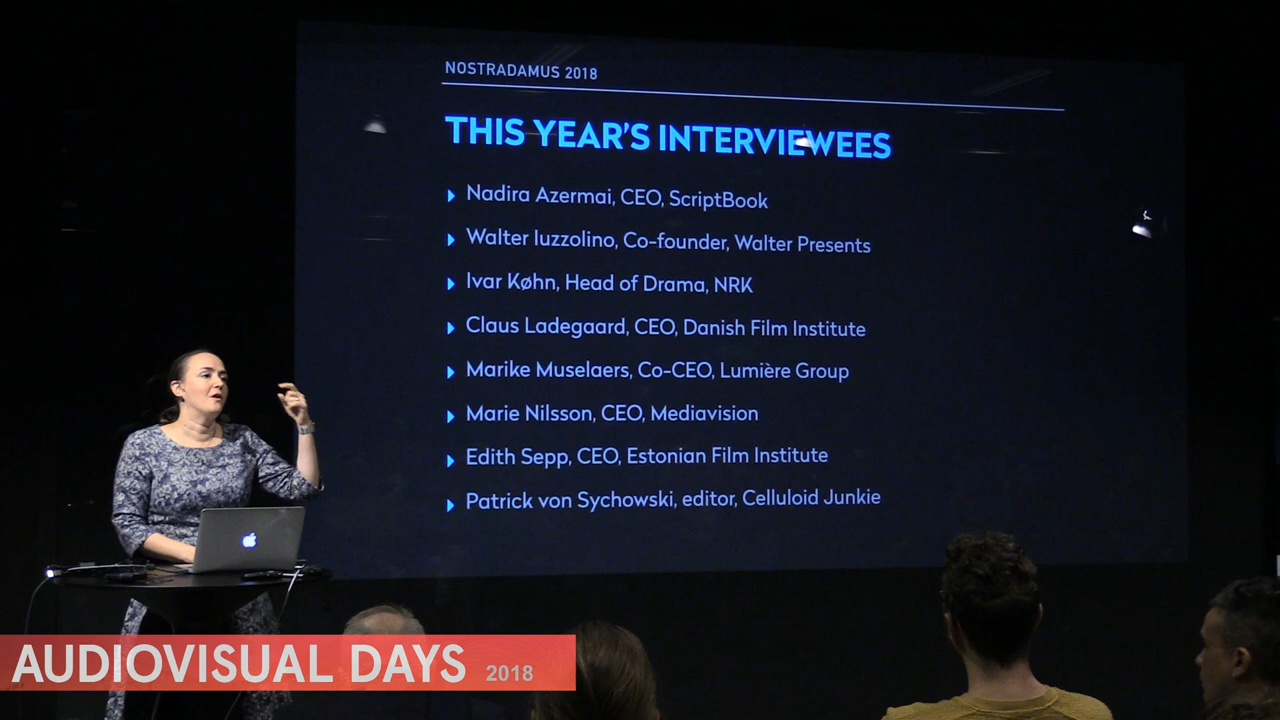 NOSTRADAMUS 2018
THIS YEAR'S INTERVIEWEES
Nadira Azermai, CEO, ScriptBook
Walter Iuzzolino, Co-founder, Walter Presents
Ivar Køhn, Head of Drama, NRK
Claus Ladegaard, CEO, Danish Film Institute
Marike Muselaers, Co-CEO, Lumière Group
Marie Nilsson, CEO, Mediavision
Edith Sepp, CEO, Estonian Film Institute
Patrick von Sychowski, editor, Celluloid Junkie
AUDIOVISUAL DAYS 2018